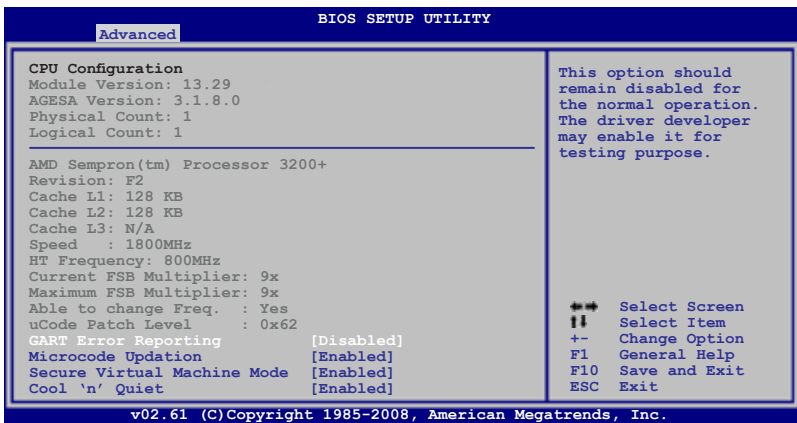 BIOS SETUP UTILITY
Advanced
CPU Configuration
Module Version: 13.29
AGESA Version: 3.1.8.0
Physical Count: 1
Logical Count: 1
AMD Sempron(tm) Processor 3200+
Revision: F2
Cache L1: 128 KB
Cache L2: 128 KB
Cache L3: N/A
Speed : 1800MHz
HT Frequency: 800MHz
Current FSB Multiplier: 9x
Maximum FSB Multiplier: 9x
Able to change Freq. : Yes
uCode Patch Level : 0x62
GART Error Reporting [Disabled]
Microcode Updation [Enabled]
Secure Virtual Machine Mode [Enabled]
Cool ‘n’ Quiet [Enabled]
This option should
remain disabled for
the normal operation.
The driver developer
may enable it for
testing purpose.
Select Screen
Select Item
+- Change Option
F1 General Help
F10 Save and Exit
ESC Exit
v02.61 (C)Copyright 1985-2008, American Megatrends, Inc.